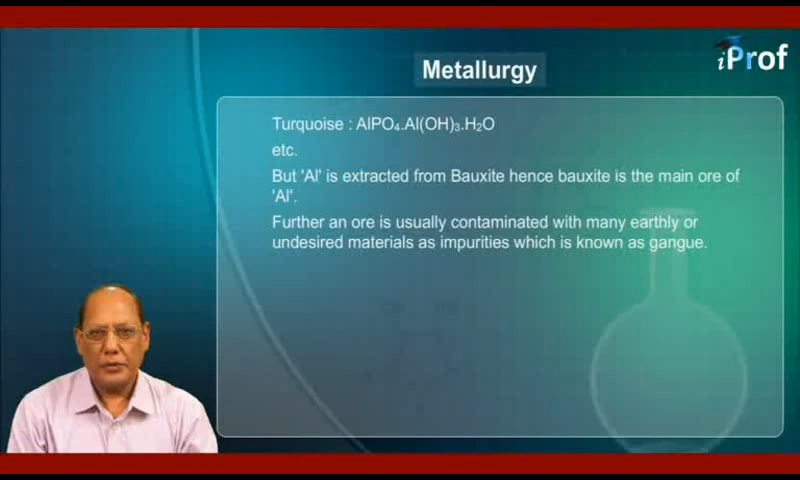 iProf
Metallurgy
Turquoise : AlPO₄.Al(OH)₃.H₂O
etc.
But 'Al' is extracted from Bauxite hence bauxite is the main ore of
'Al'.
Further an ore is usually contaminated with many earthly or
undesired materials as impurities which is known as gangue.